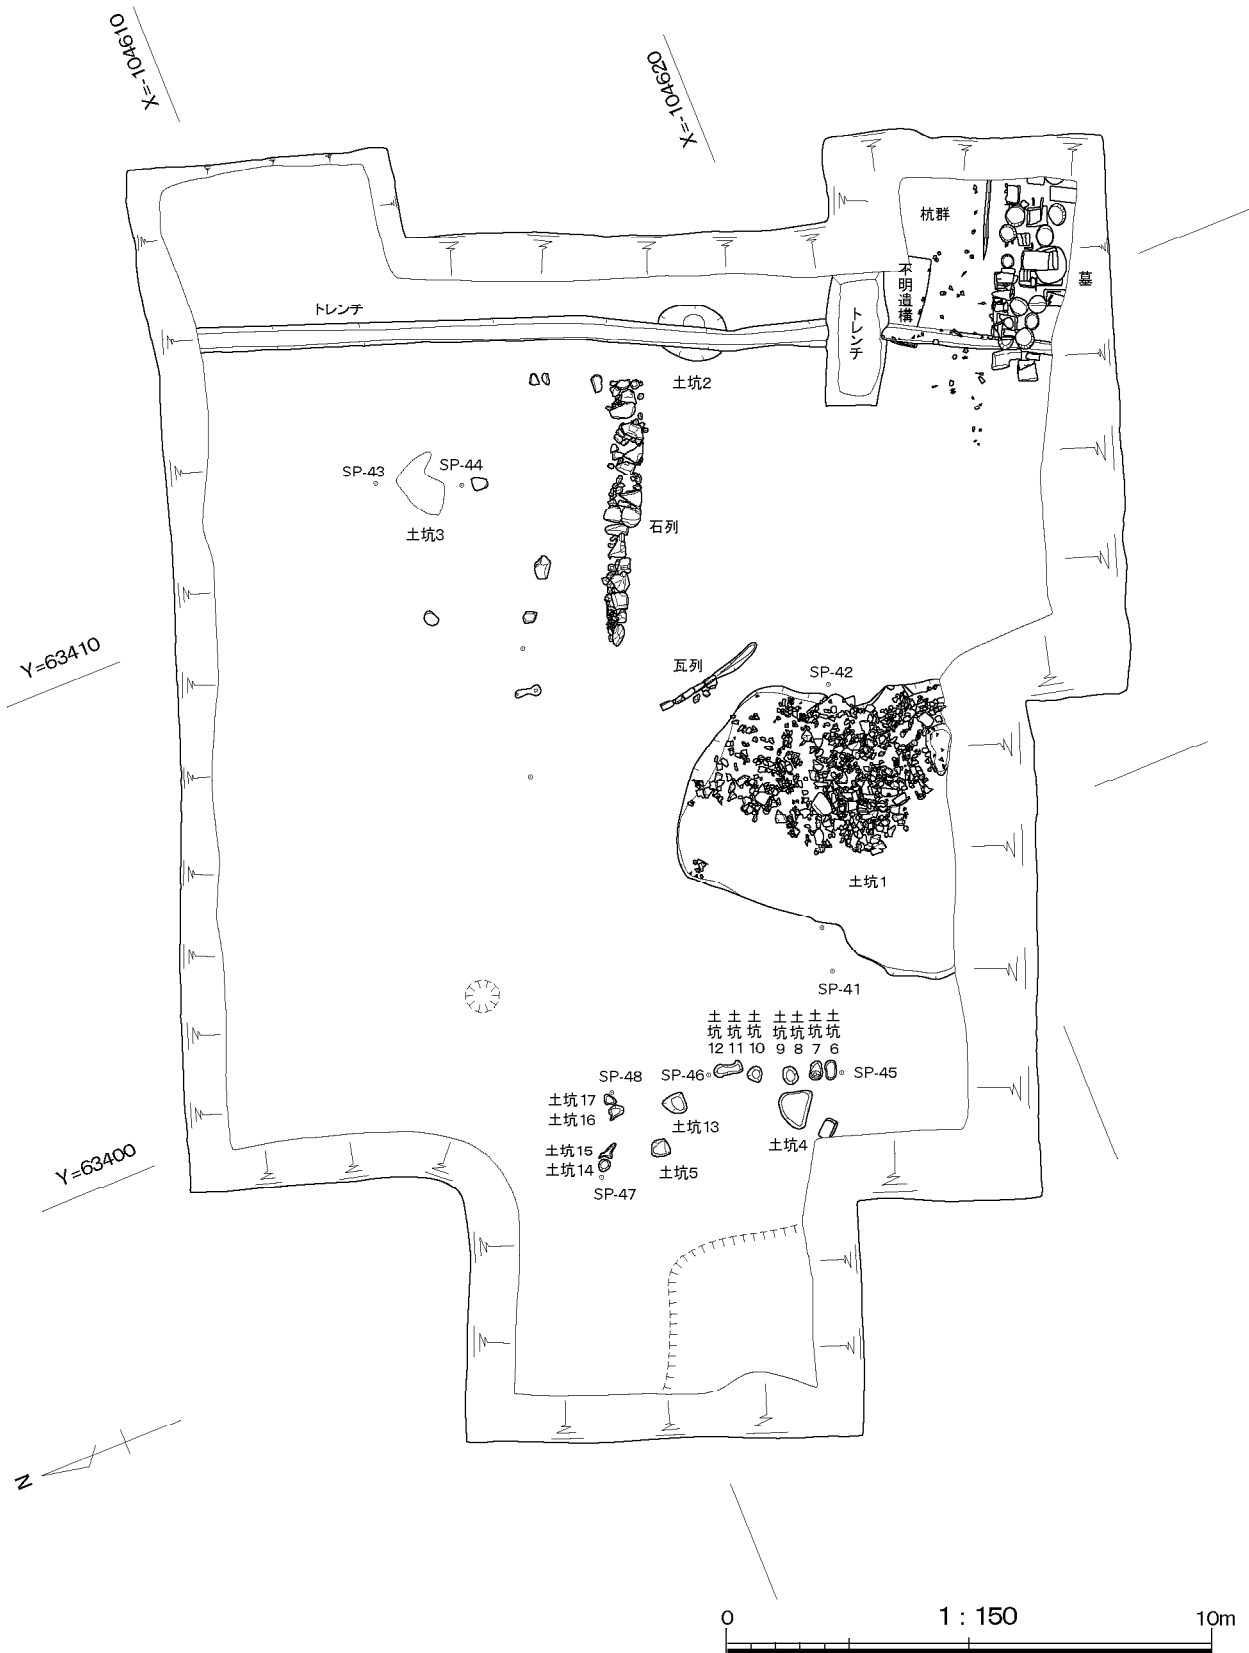 X=-104610
X=-104620
杭群
不明遺構
墓
トレンチ
トレンチ
土坑2
SP-43
SP-44
土坑3
石列
Y=63410
瓦列
SP-42
土坑1
SP-41
土坑12
土坑11
土坑10
土坑9
土坑8
土坑7
土坑6
SP-48
SP-46
SP-45
土坑17
土坑16
土坑13
土坑4
土坑15
土坑14
土坑5
SP-47
Y=63400
N
0
1：150
10m